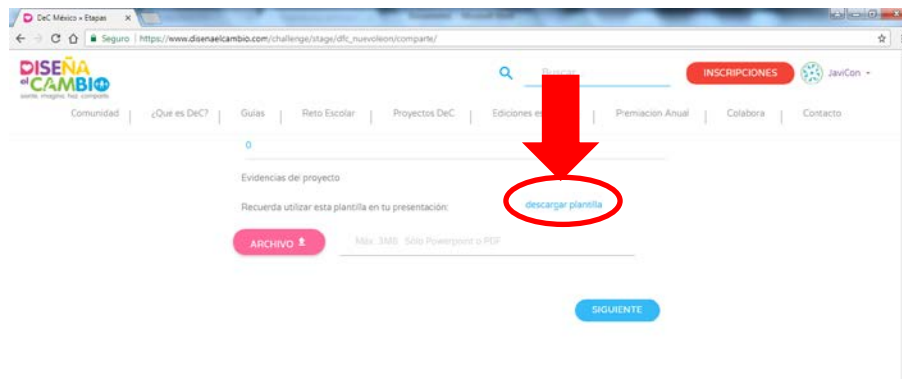 DeC México » Etapas
Seguro https://www.disenaelcambio.com/challenge/stage/dfc_nuevoleon/comparte/
DISEÑA
el CAMBIO
siente. imagina. haz. comparte.
INSCRIPCIONES
JaviCon
Comunidad | ¿Que es DeC? | Guías | Reto Escolar | Proyectos DeC | Ediciones | Premiacion Anual | Colabora | Contacto
0
Evidencias del proyecto
Recuerda utilizar esta plantilla en tu presentación:
descargar plantilla
ARCHIVO
Máx. 3MB Sólo Powerpoint o PDF
SIGUIENTE